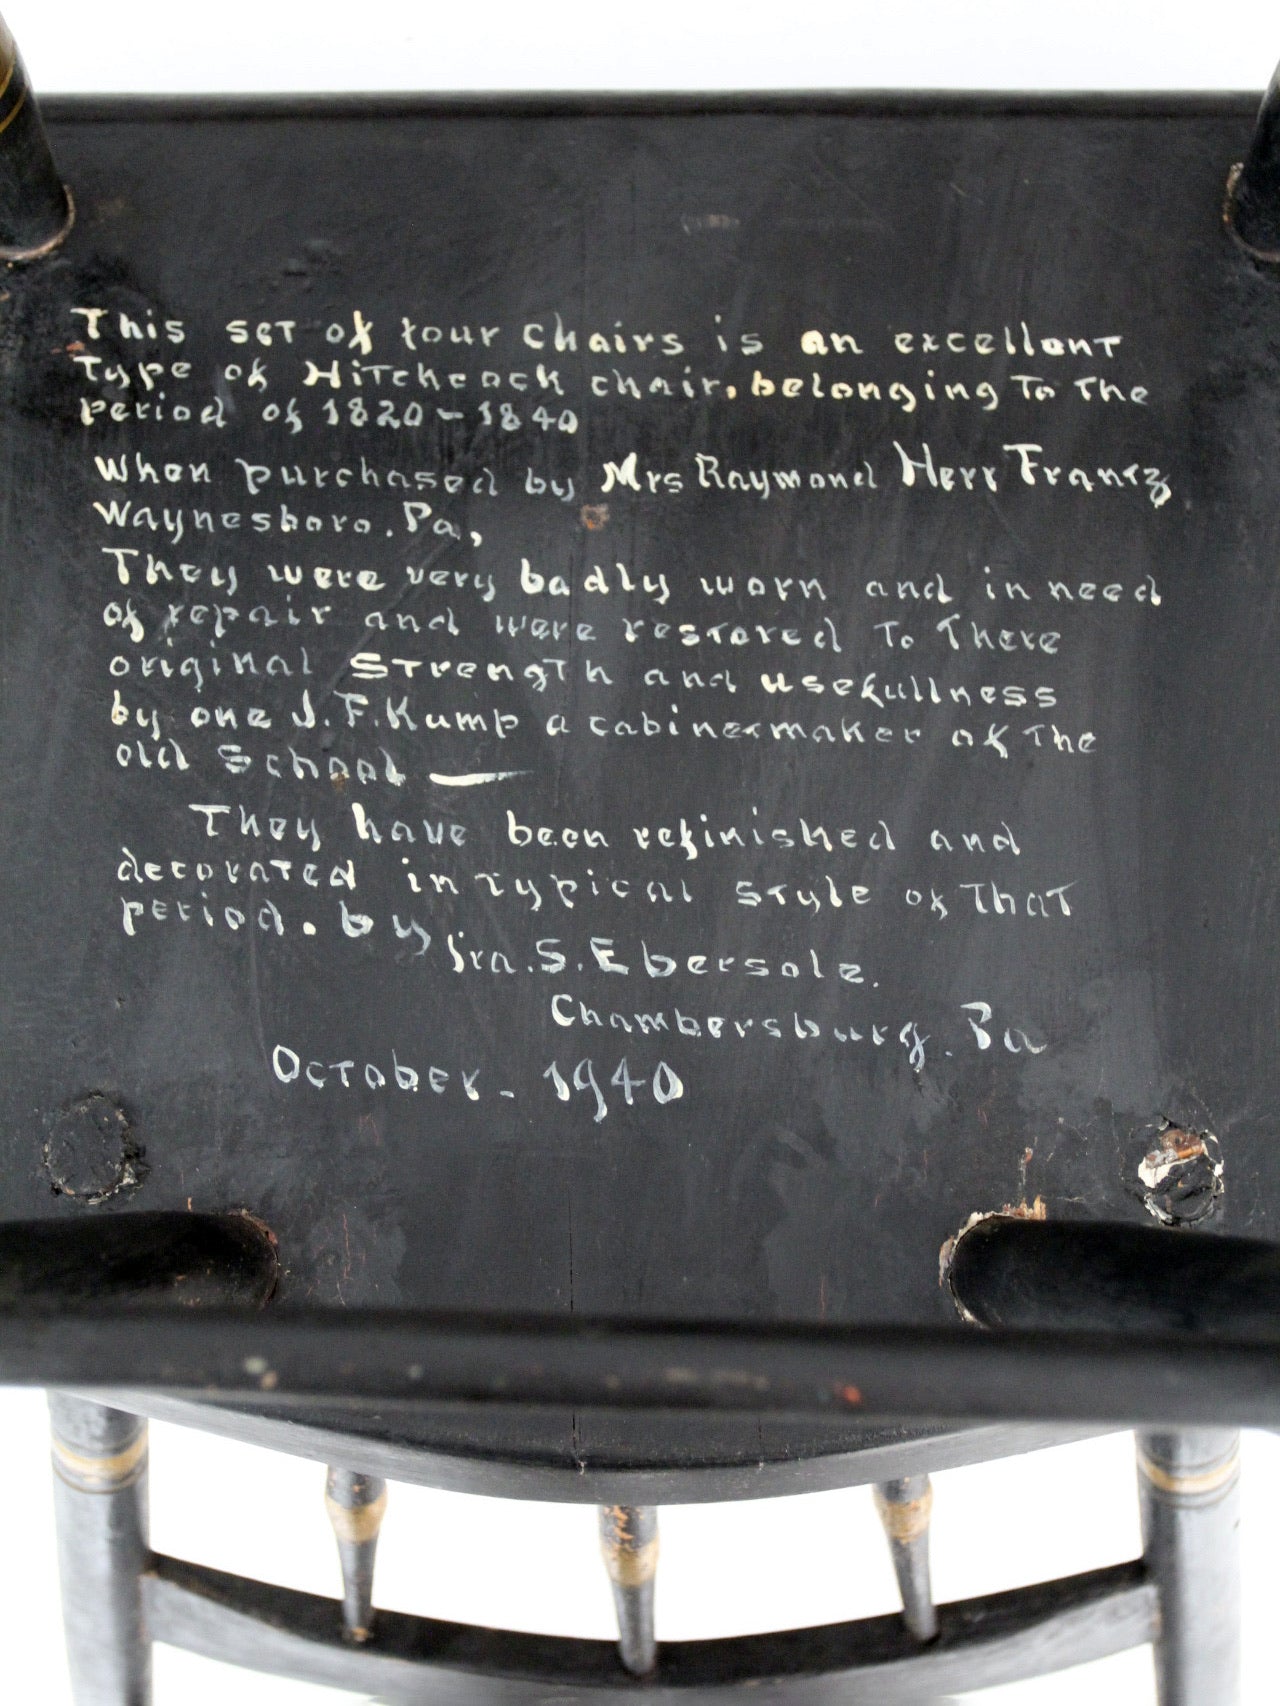 This set of four chairs is an excellent
Type of Hitchcock chair, belonging To The
period of 1820-1840
When purchased by Mrs Raymond Herr Frantz
Waynesboro. Pa,
They were very badly worn and in need
of repair and were restored To There
original Strength and usefullness
by one J.F. Kump a cabinetmaker of The
old School —
They have been refinished and
decorated in Typical style of That
period. by Ira. S. Ebersole.
Chambersburg. Pa
October - 1940